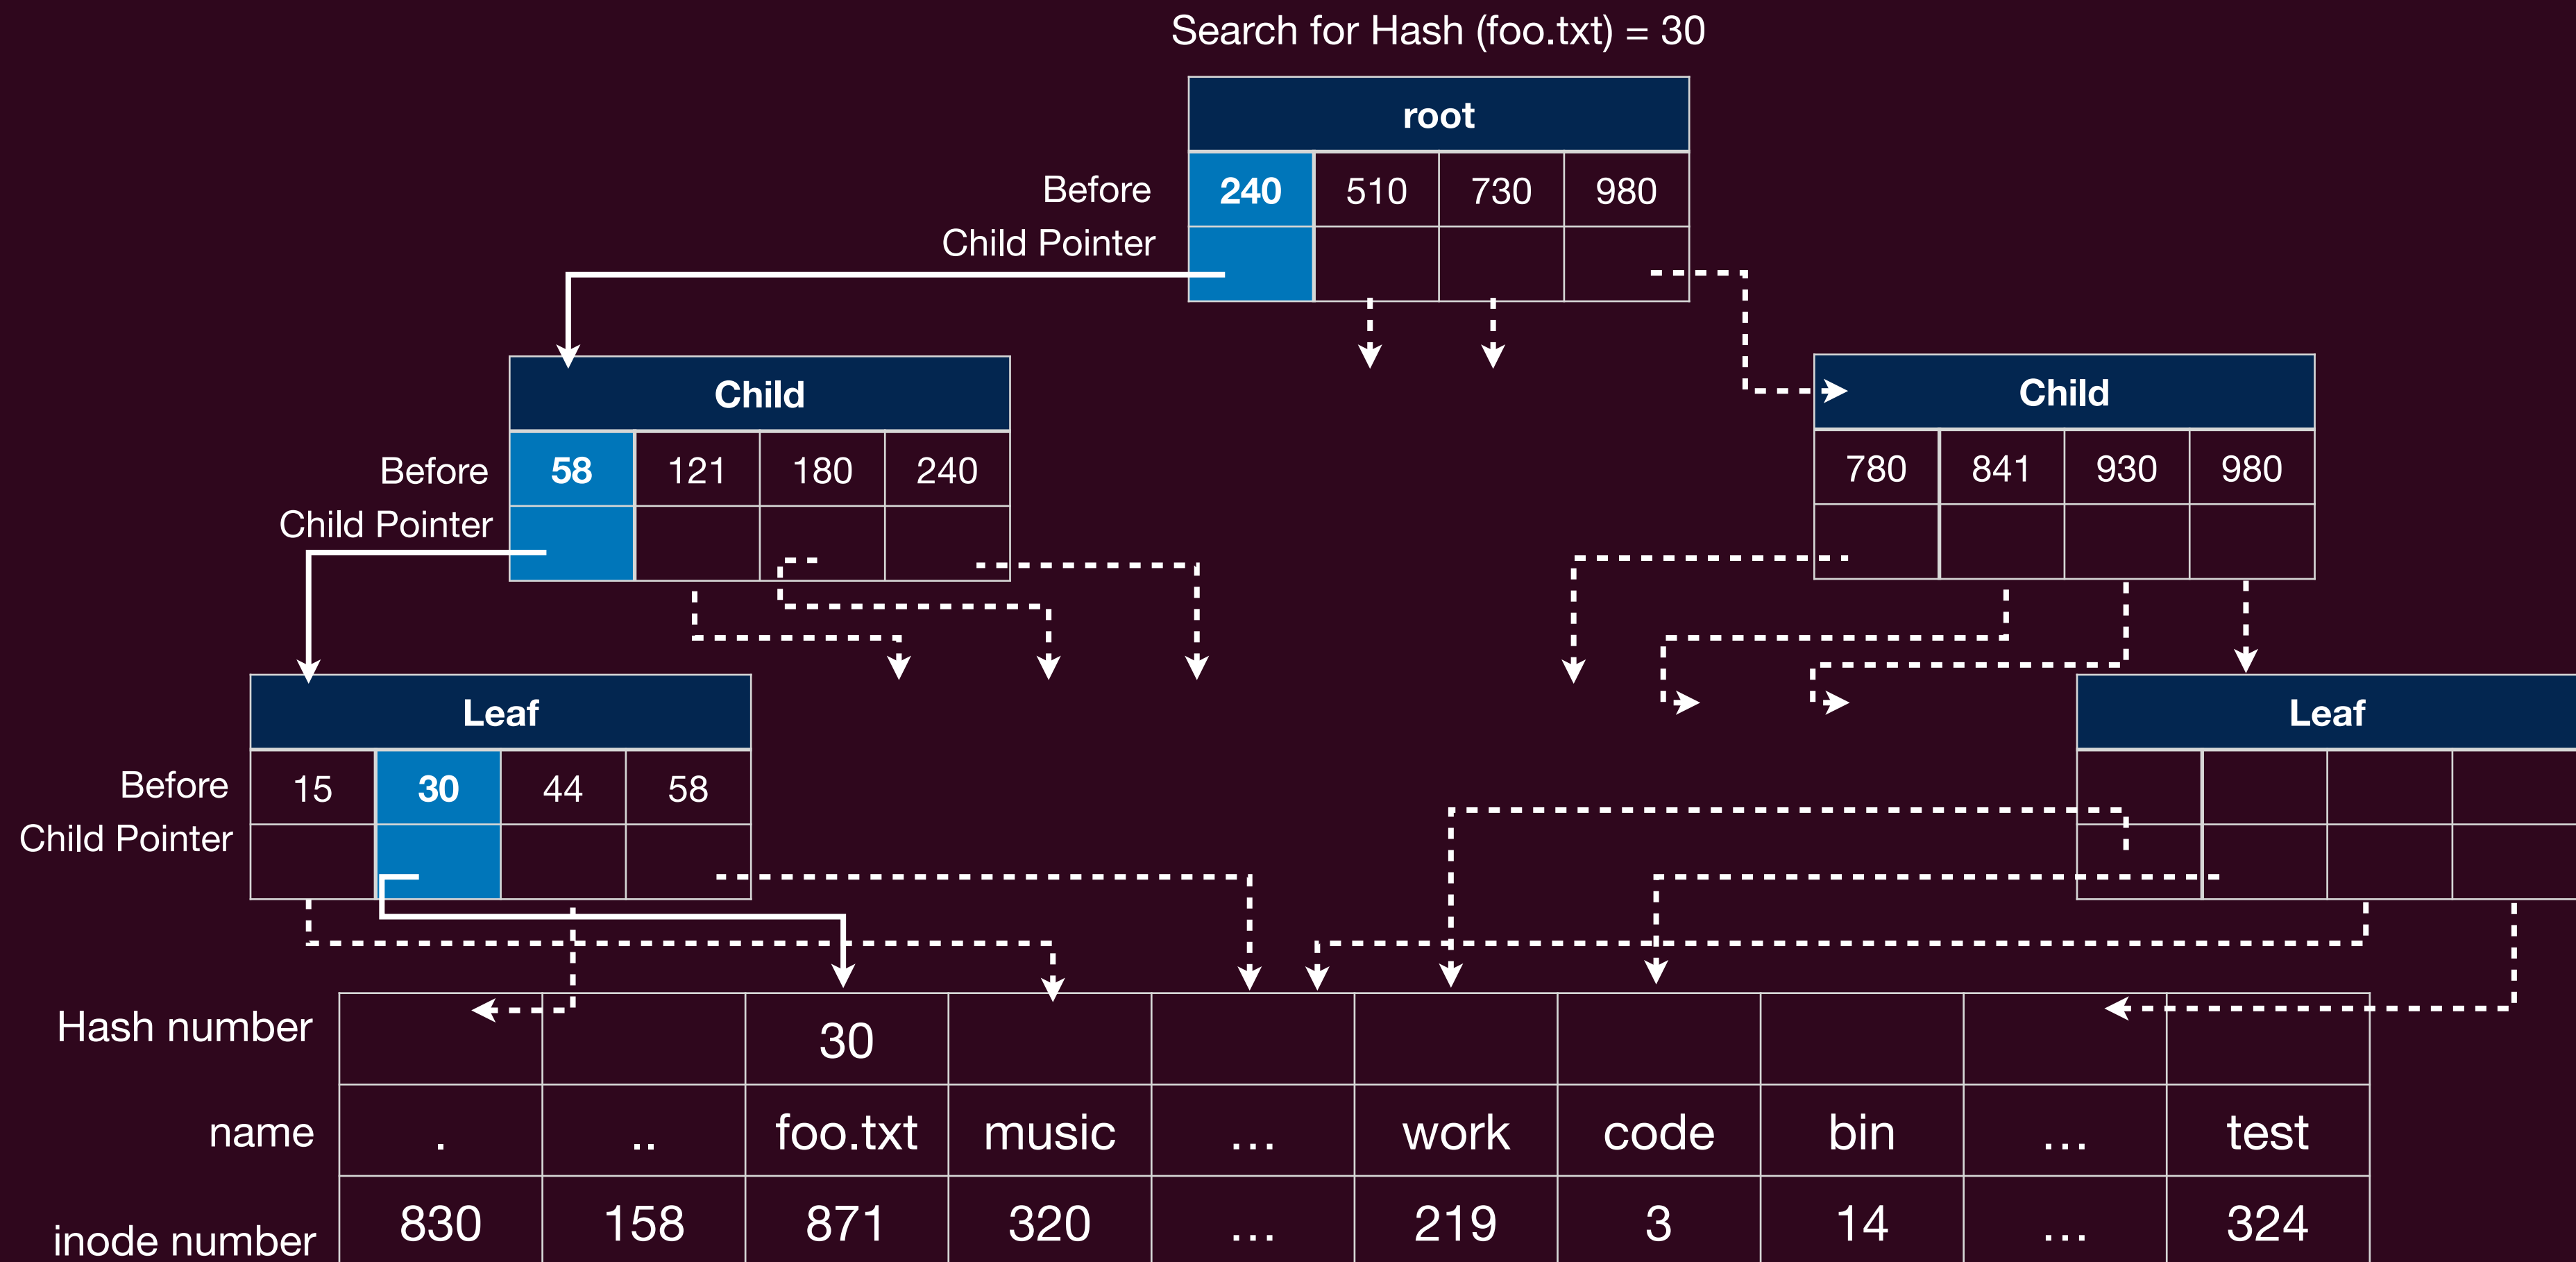 Search for Hash (foo.txt) = 30
root
Before 240 510 730 980
Child Pointer
Child
Before 58 121 180 240
Child Pointer
Child
780 841 930 980
Leaf
Before 15 30 44 58
Child Pointer
Leaf
Hash number 30
name . .. foo.txt music ... work code bin ... test
inode number 830 158 871 320 ... 219 3 14 ... 324